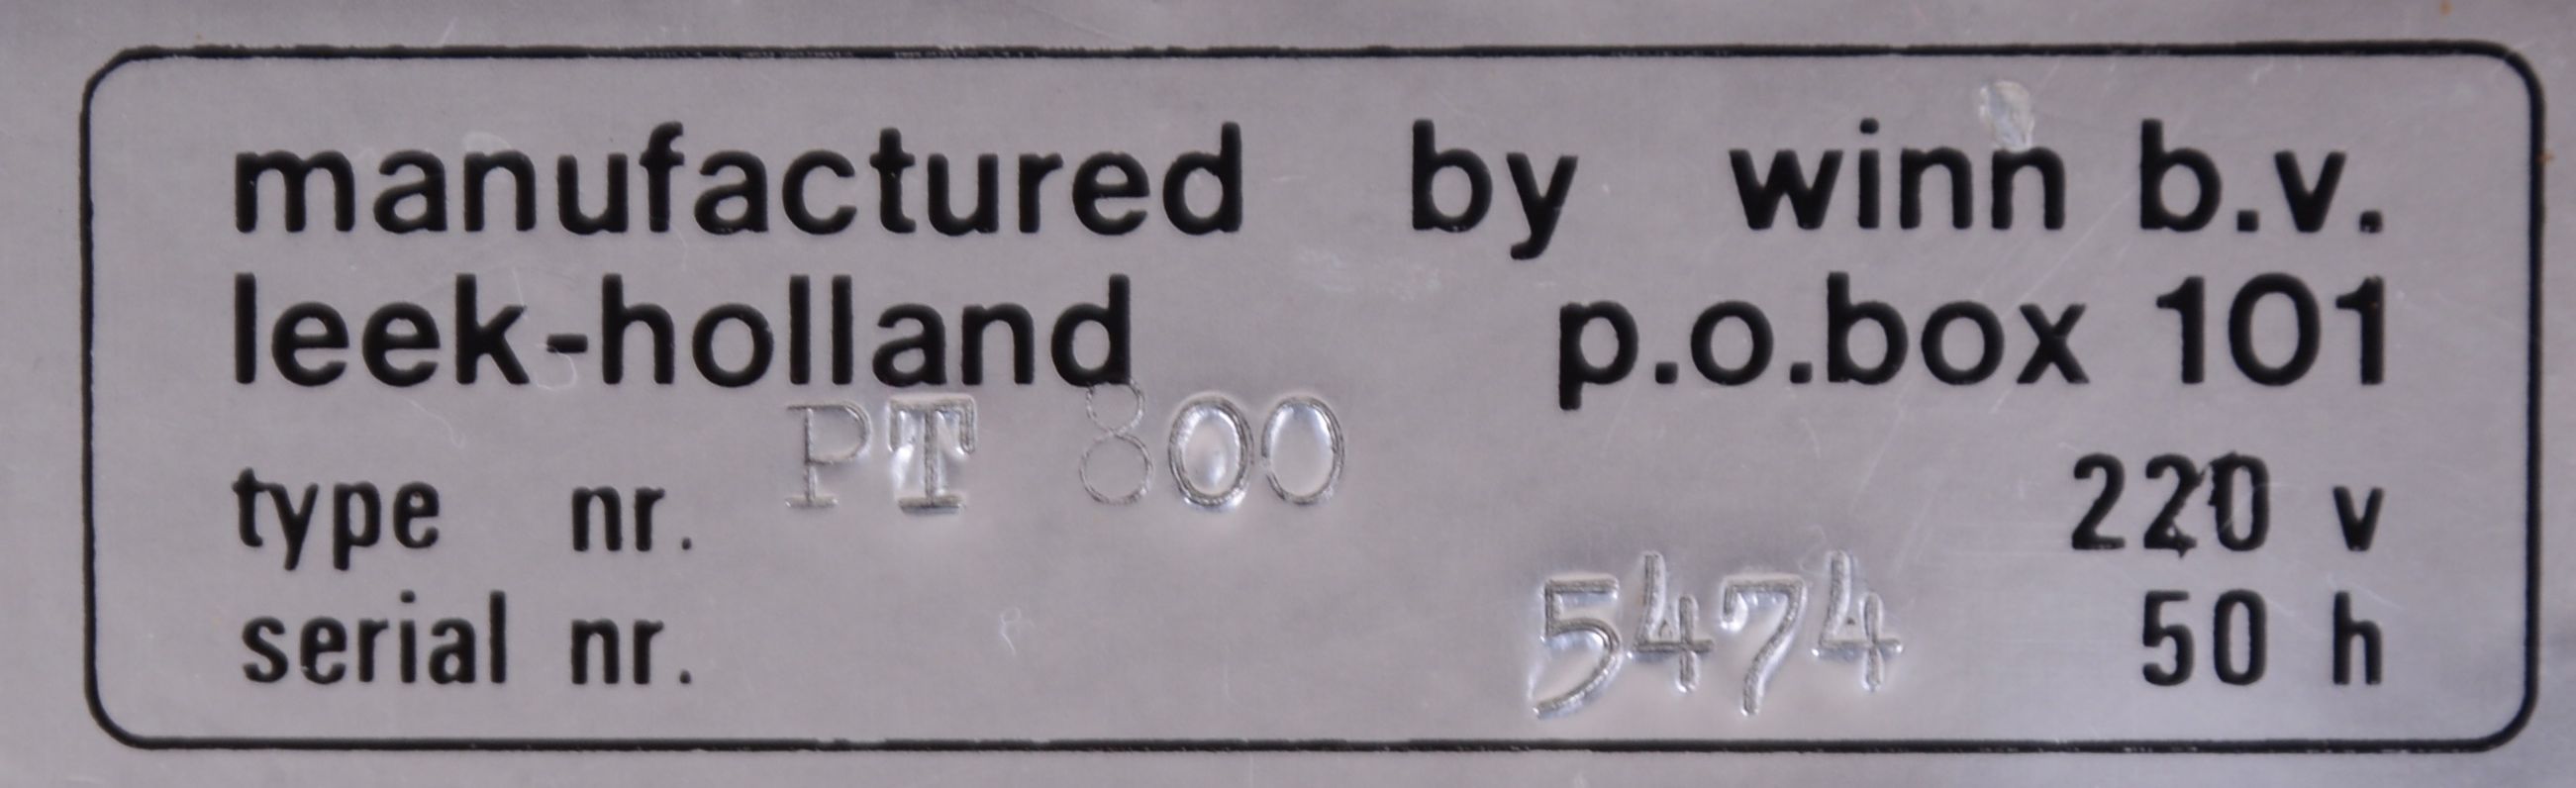 manufactured by winn b.v.
leek-holland p.o.box 101
type nr. PT 800 220 v
serial nr. 5474 50 h